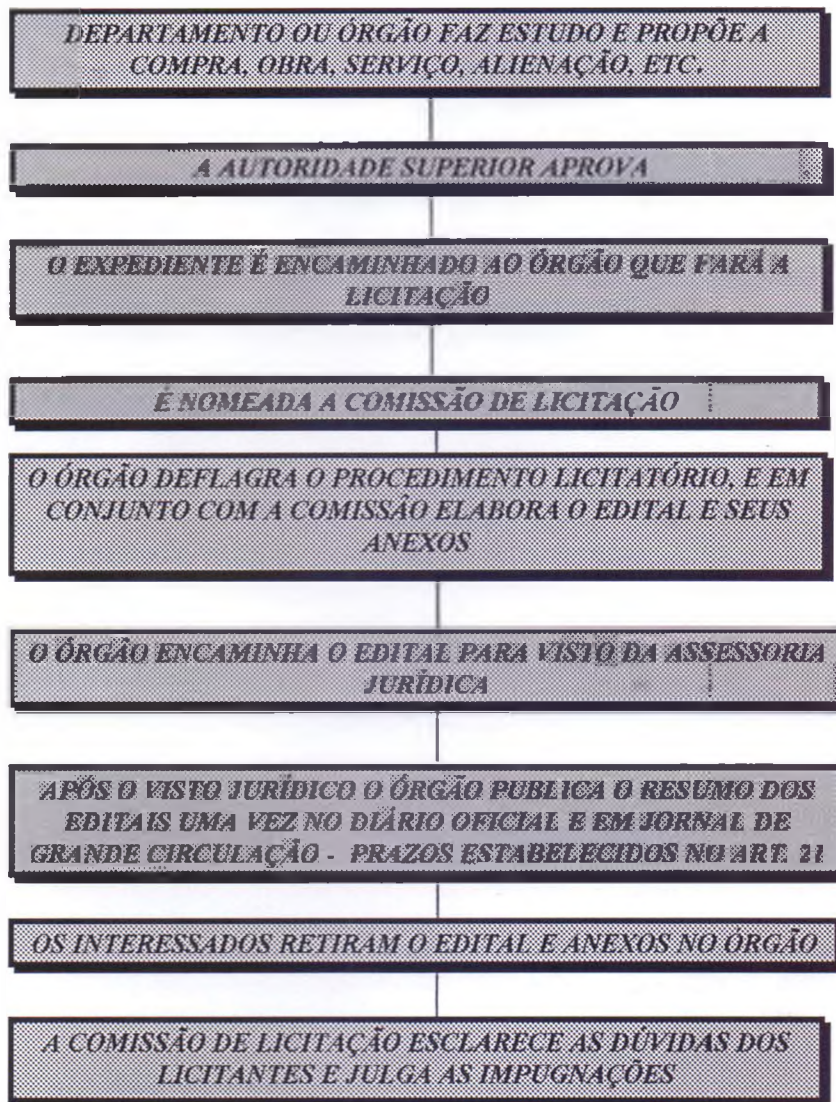 DEPARTAMENTO OU ÓRGÃO FAZ ESTUDO E PROPÕE A
COMPRA, OBRA, SERVIÇO, ALIENAÇÃO, ETC.
A AUTORIDADE SUPERIOR APROVA
O EXPEDIENTE É ENCAMINHADO AO ÓRGÃO QUE FARÁ A
LICITAÇÃO
É NOMEADA A COMISSÃO DE LICITAÇÃO
O ÓRGÃO DEFLAGRA O PROCEDIMENTO LICITATÓRIO, E EM
CONJUNTO COM A COMISSÃO ELABORA O EDITAL E SEUS
ANEXOS
O ÓRGÃO ENCAMINHA O EDITAL PARA VISTO DA ASSESSORIA
JURÍDICA
APÓS O VISTO JURÍDICO O ÓRGÃO PUBLICA O RESUMO DOS
EDITAIS UMA VEZ NO DIÁRIO OFICIAL E EM JORNAL DE
GRANDE CIRCULAÇÃO - PRAZOS ESTABELECIDOS NO ART. 21
OS INTERESSADOS RETIRAM O EDITAL E ANEXOS NO ÓRGÃO
A COMISSÃO DE LICITAÇÃO ESCLARECE AS DÚVIDAS DOS
LICITANTES E JULGA AS IMPUGNAÇÕES